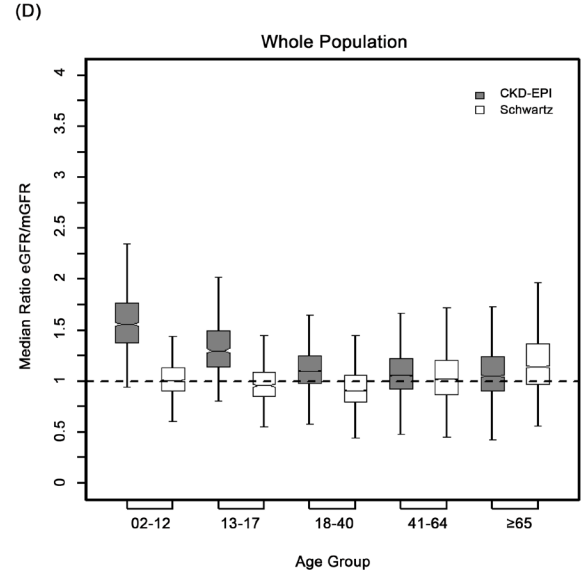 (D)
Whole Population
CKD-EPI
Schwartz
Median Ratio eGFR/mGFR
4
3.5
3
2.5
2
1.5
1
0.5
0
02-12 13-17 18-40 41-64 ≥65
Age Group